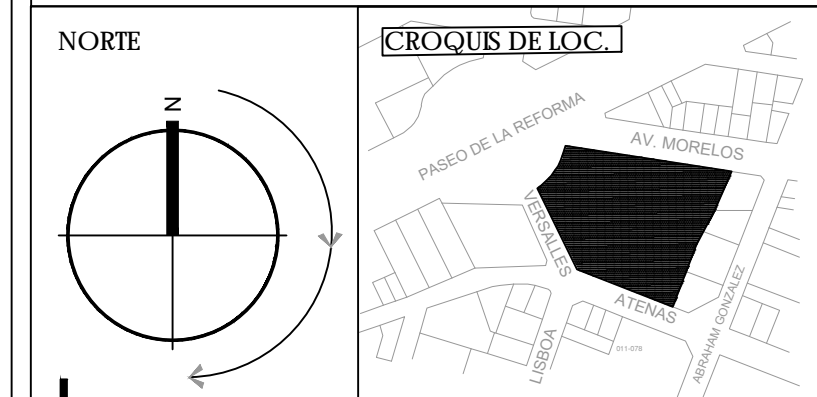 NORTE
N
CROQUIS DE LOC.
PASEO DE LA REFORMA
AV. MORELOS
VERSALLES
ATENAS
LISBOA
011-078
ABRAHAM GONZALEZ